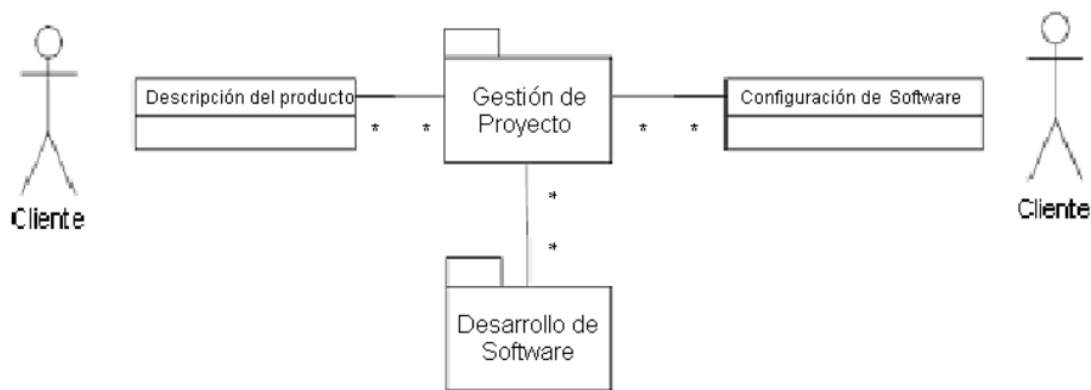 Descripción del producto
Gestión de
Proyecto
Configuración de Software
* *
* *
*
*
Cliente
Cliente
Desarrollo de
Software